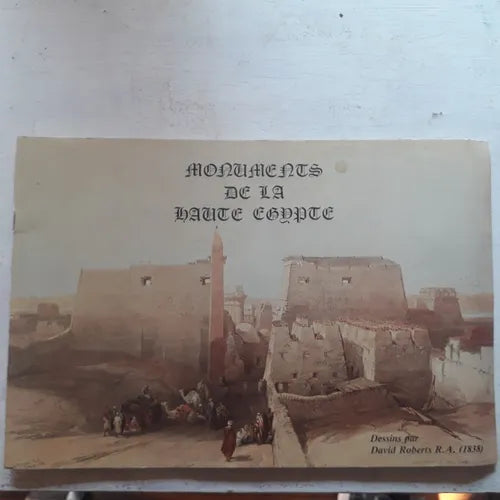 MONUMENTS
DE LA
HAUTE EGYPTE
Dessins par
David Roberts R.A. (1838)